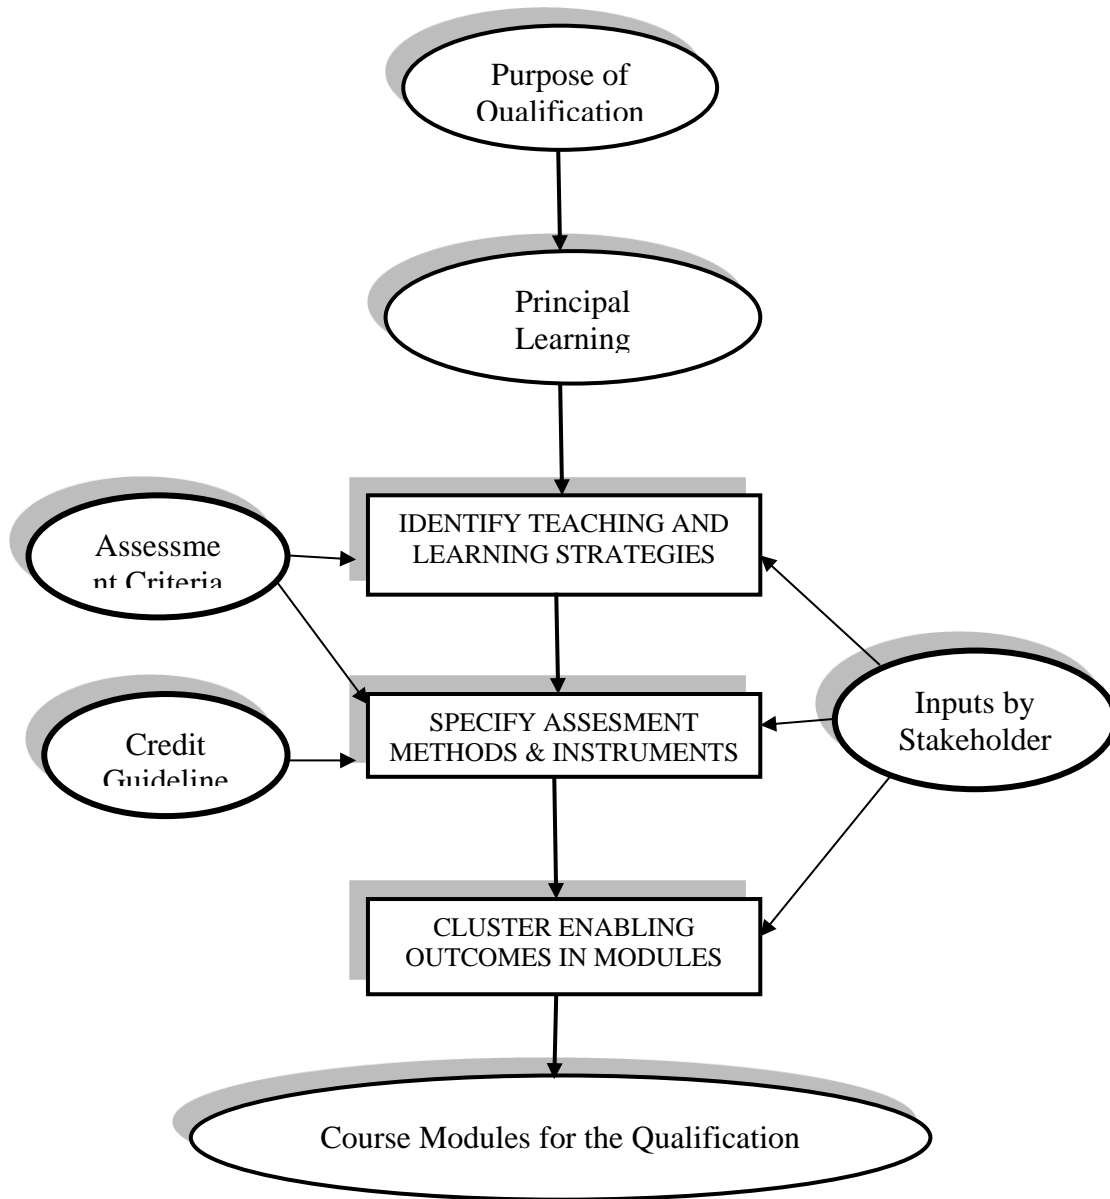 Purpose of
Qualification
Principal
Learning
IDENTIFY TEACHING AND
LEARNING STRATEGIES
Assessme
nt Criteria
SPECIFY ASSESMENT
METHODS & INSTRUMENTS
Inputs by
Stakeholder
Credit
Guideline
CLUSTER ENABLING
OUTCOMES IN MODULES
Course Modules for the Qualification